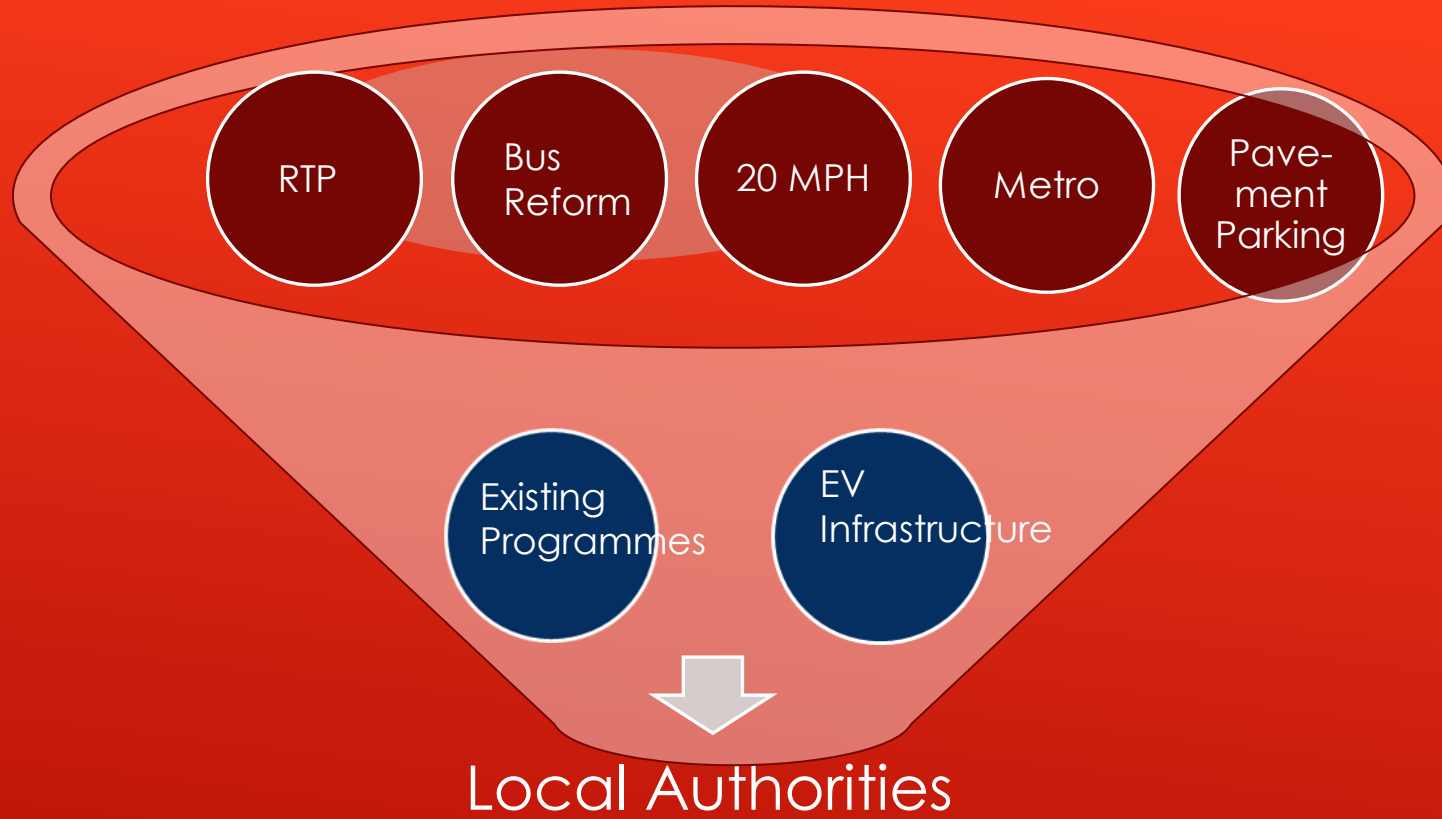 RTP
Bus
Reform
20 MPH
Metro
Pave-
ment
Parking
Existing
Programmes
EV
Infrastructure
Local Authorities